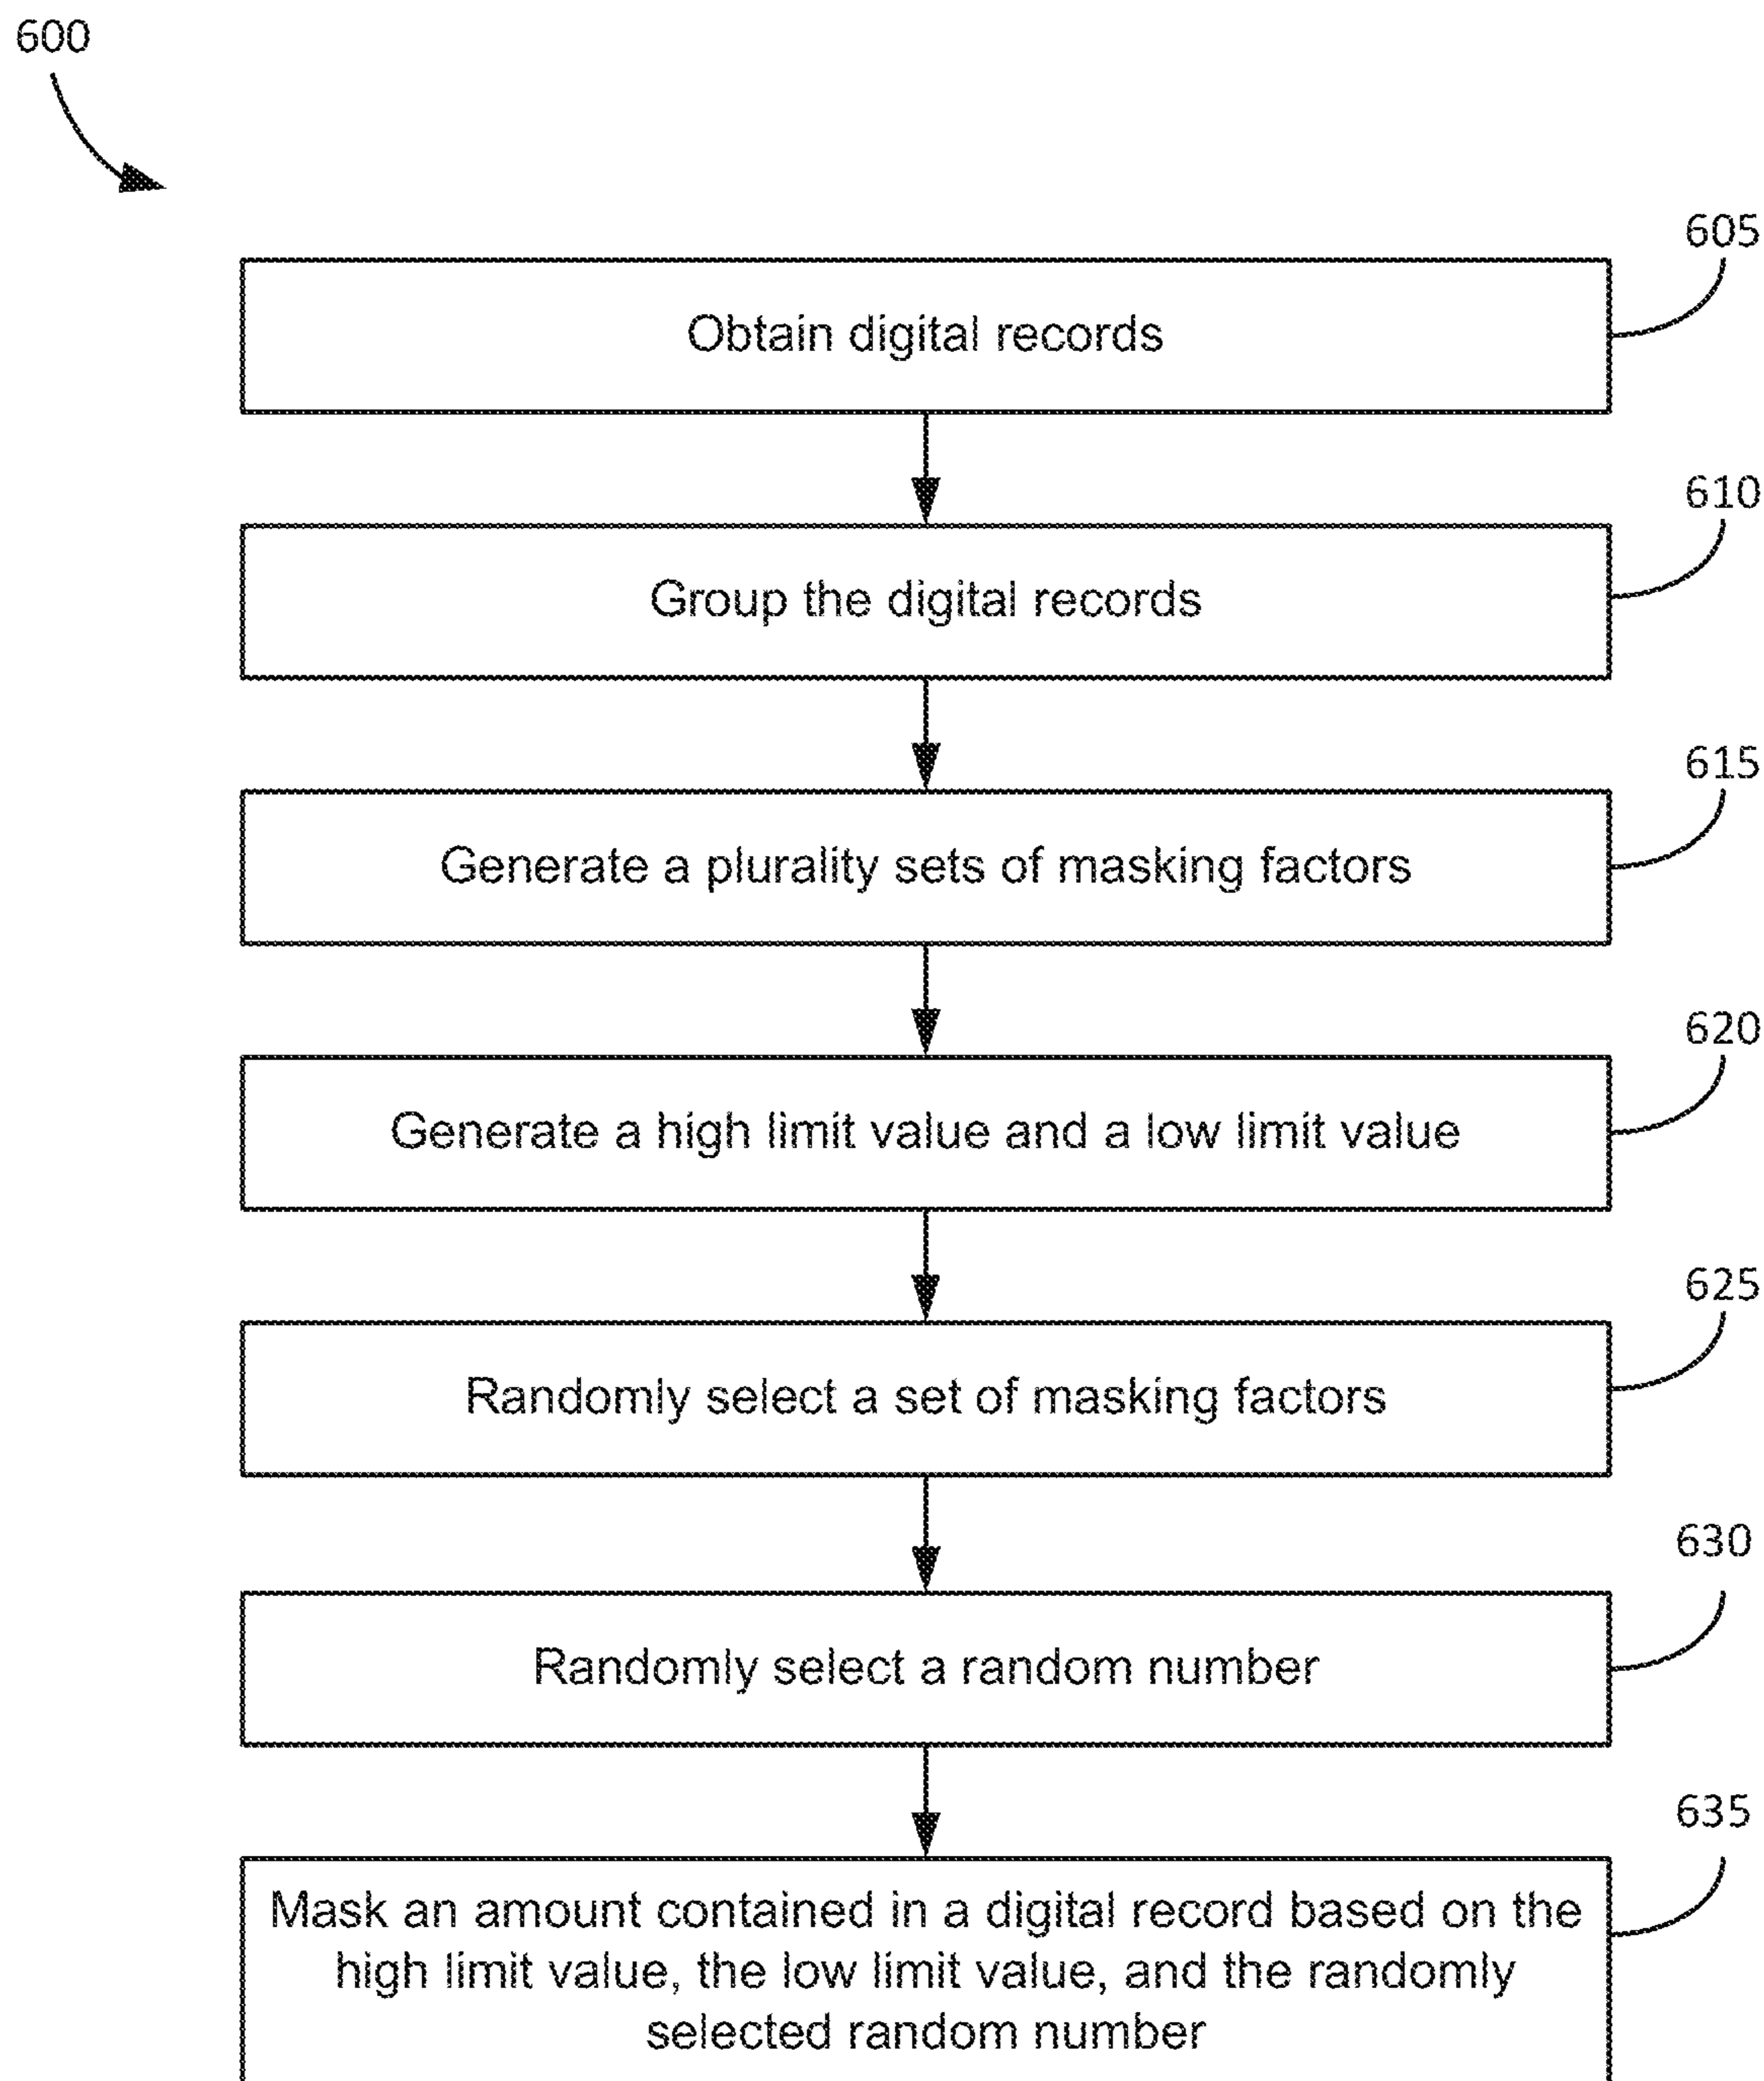 600
605
Obtain digital records
610
Group the digital records
615
Generate a plurality sets of masking factors
620
Generate a high limit value and a low limit value
625
Randomly select a set of masking factors
630
Randomly select a random number
635
Mask an amount contained in a digital record based on the
high limit value, the low limit value, and the randomly
selected random number